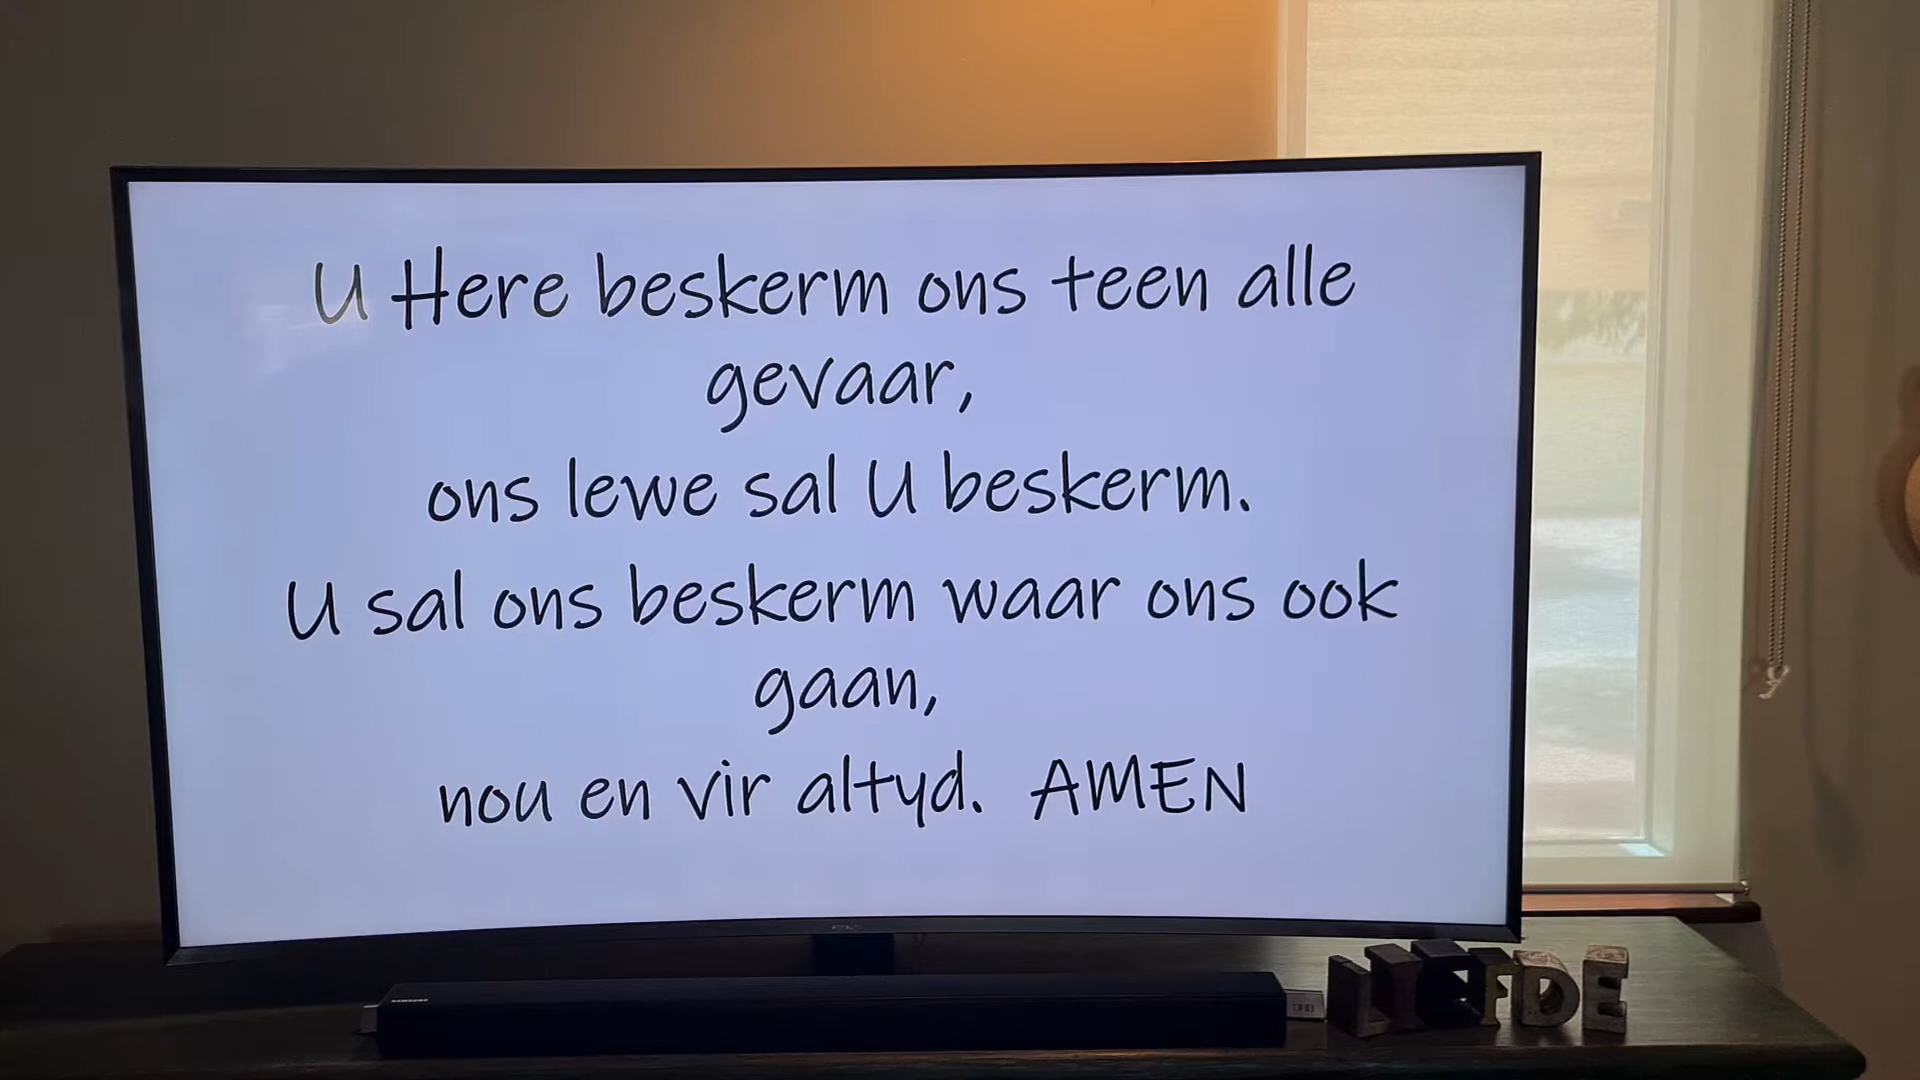 U Here beskerm ons teen alle
gevaar,
ons lewe sal U beskerm.
U sal ons beskerm waar ons ook
gaan,
nou en vir altyd. AMEN
SAMSUNG
LIEFDE